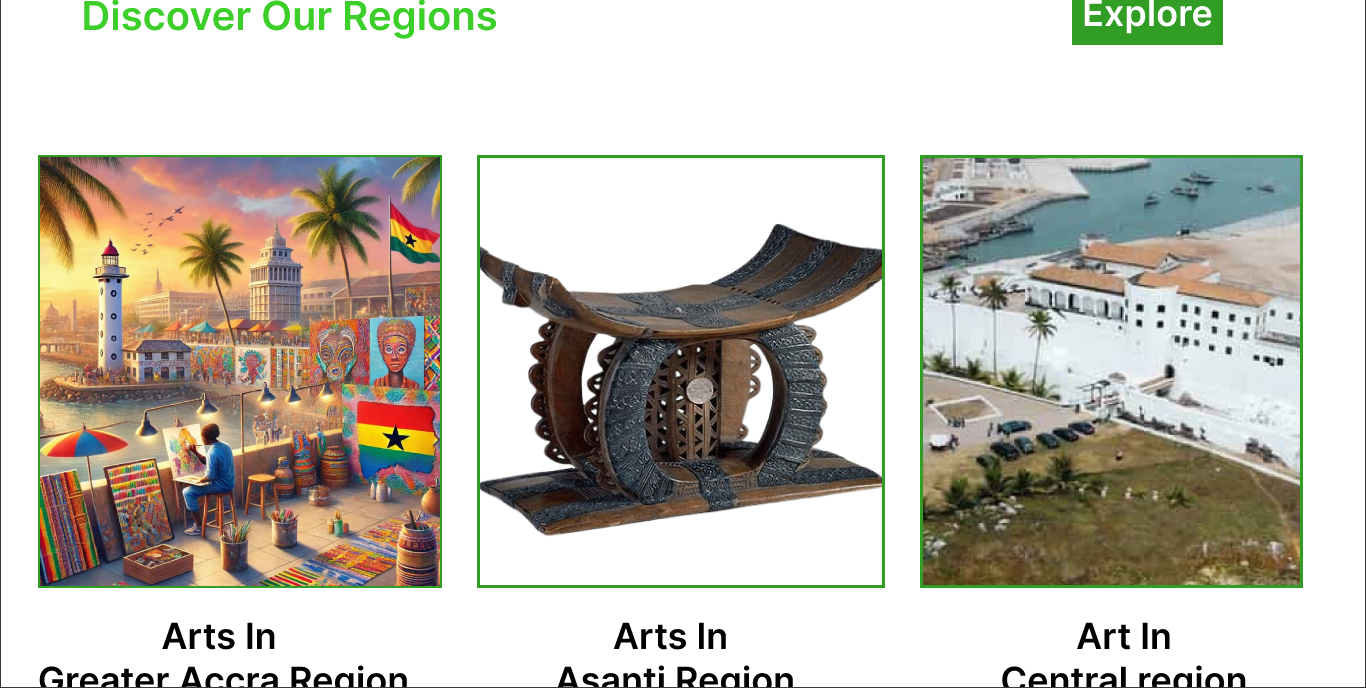 Discover Our Regions
Explore
Arts In
Greater Accra Region
Arts In
Asanti Region
Art In
Central region